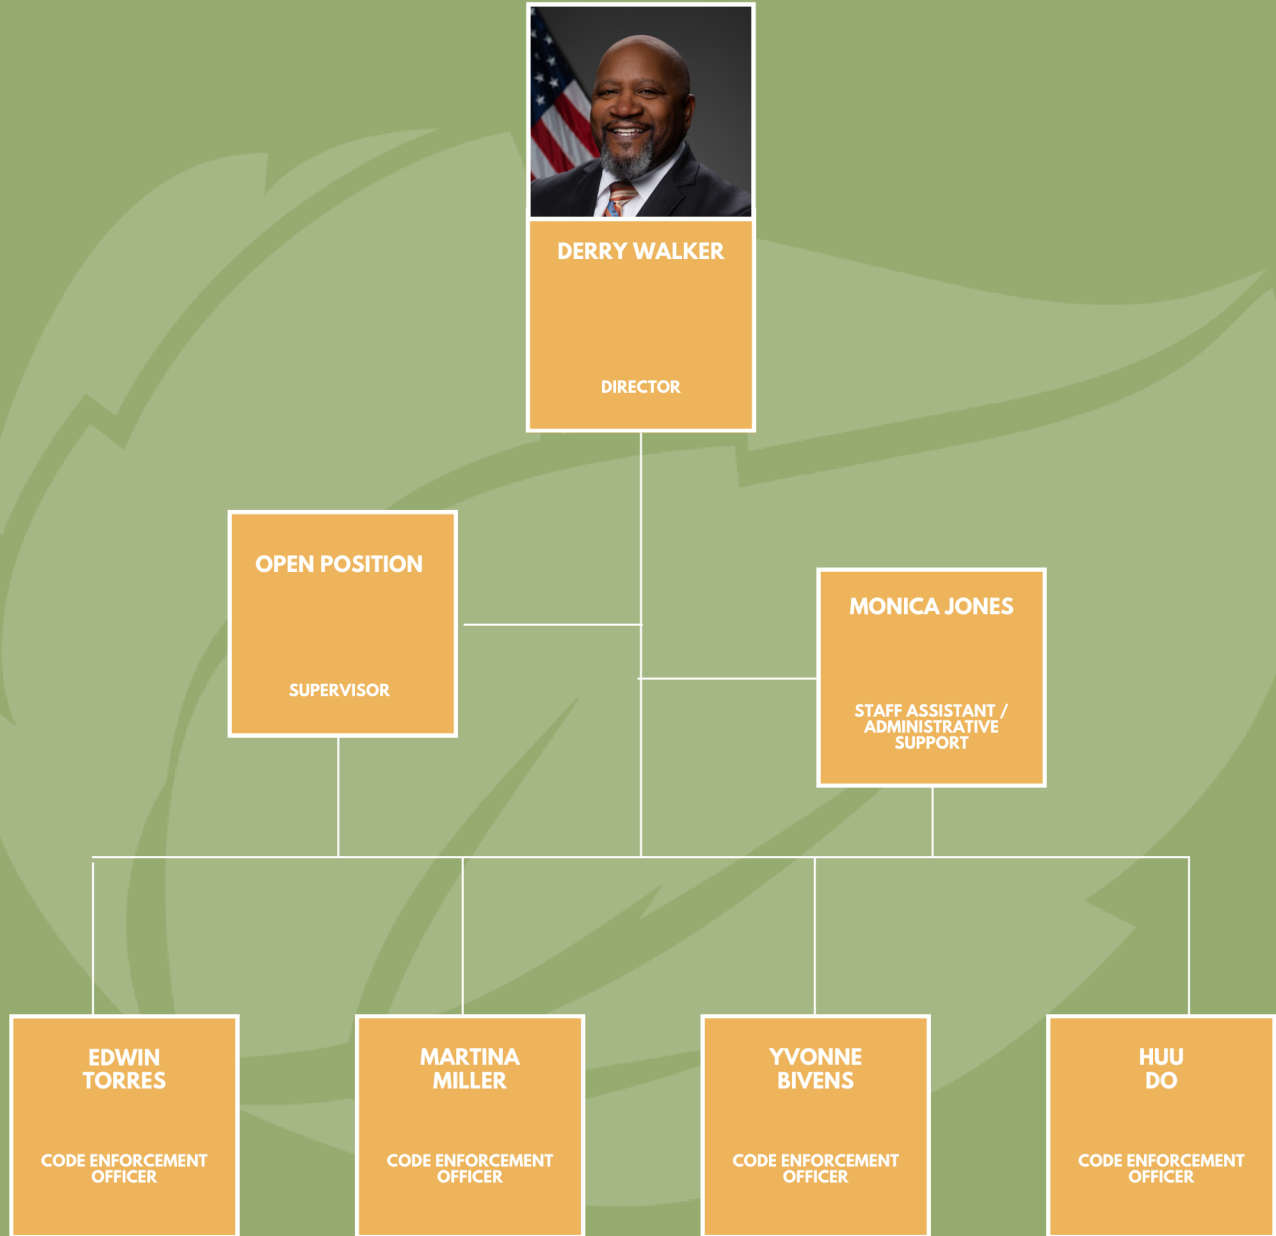 DERRY WALKER
DIRECTOR
OPEN POSITION
SUPERVISOR
MONICA JONES
STAFF ASSISTANT /
ADMINISTRATIVE
SUPPORT
EDWIN
TORRES
CODE ENFORCEMENT
OFFICER
MARTINA
MILLER
CODE ENFORCEMENT
OFFICER
YVONNE
BIVENS
CODE ENFORCEMENT
OFFICER
HUU
DO
CODE ENFORCEMENT
OFFICER